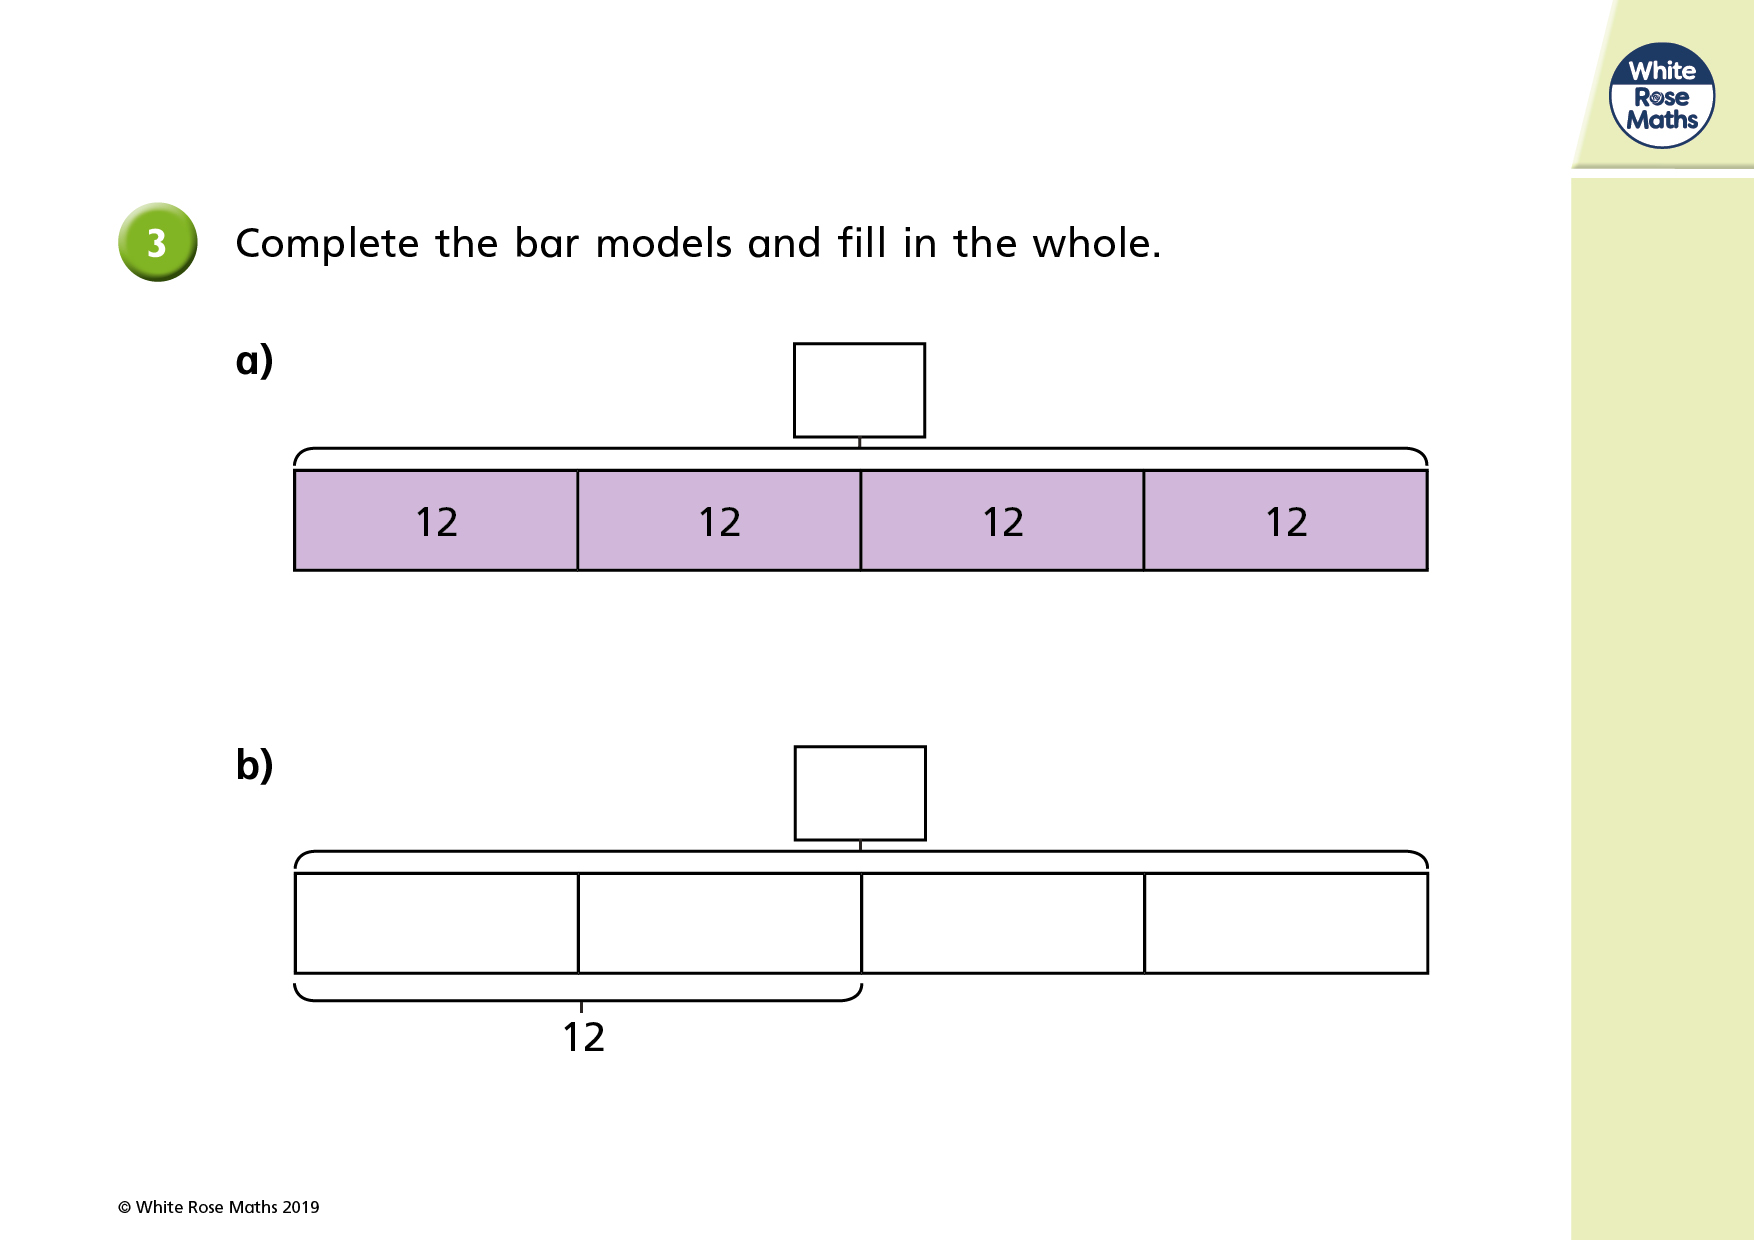 White
Rose
Maths
3 Complete the bar models and fill in the whole.
a)
12 12 12 12
b)
12
© White Rose Maths 2019